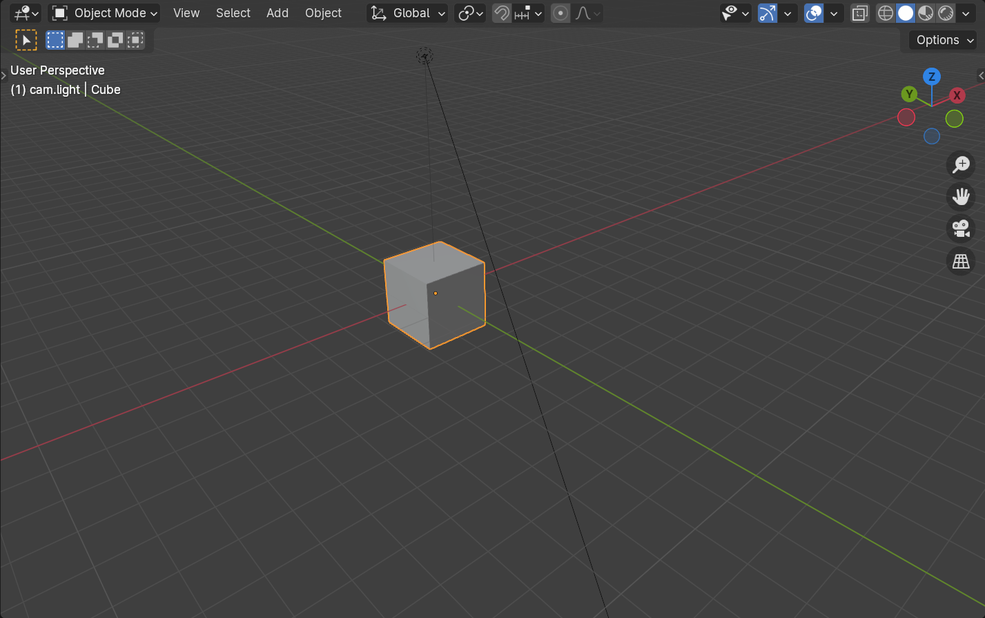 Object Mode View Select Add Object Global
Options
User Perspective
(1) cam.light | Cube
Z
Y X